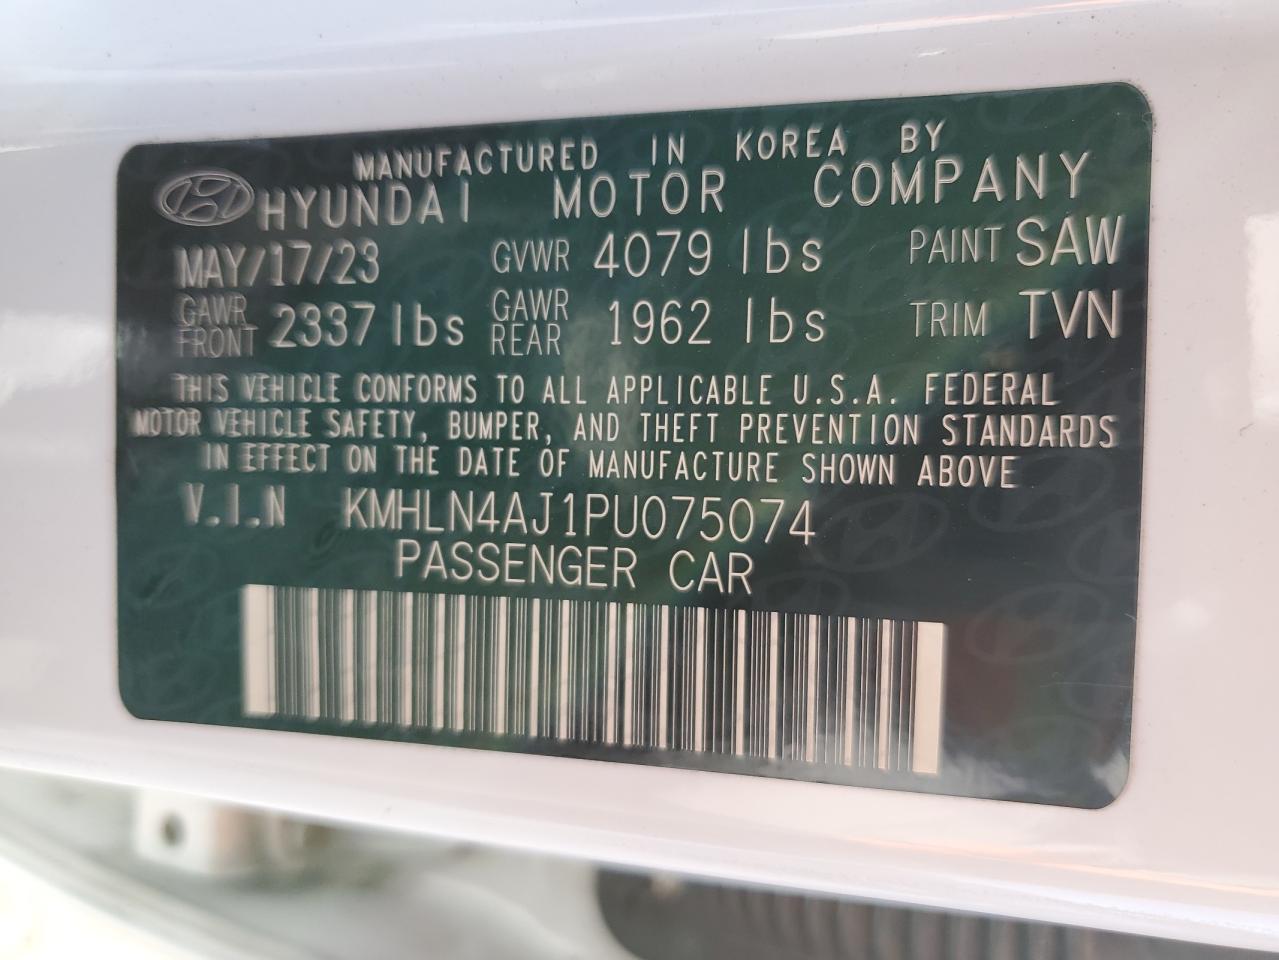 MANUFACTURED IN KOREA BY
HYUNDAI MOTOR COMPANY
MAY/17/23 GVWR 4079 lbs PAINT SAW
GAWR FRONT 2337 lbs GAWR REAR 1962 lbs TRIM TVN
THIS VEHICLE CONFORMS TO ALL APPLICABLE U.S.A. FEDERAL
MOTOR VEHICLE SAFETY, BUMPER, AND THEFT PREVENTION STANDARDS
IN EFFECT ON THE DATE OF MANUFACTURE SHOWN ABOVE
V.I.N KMHLN4AJ1PU075074
PASSENGER CAR